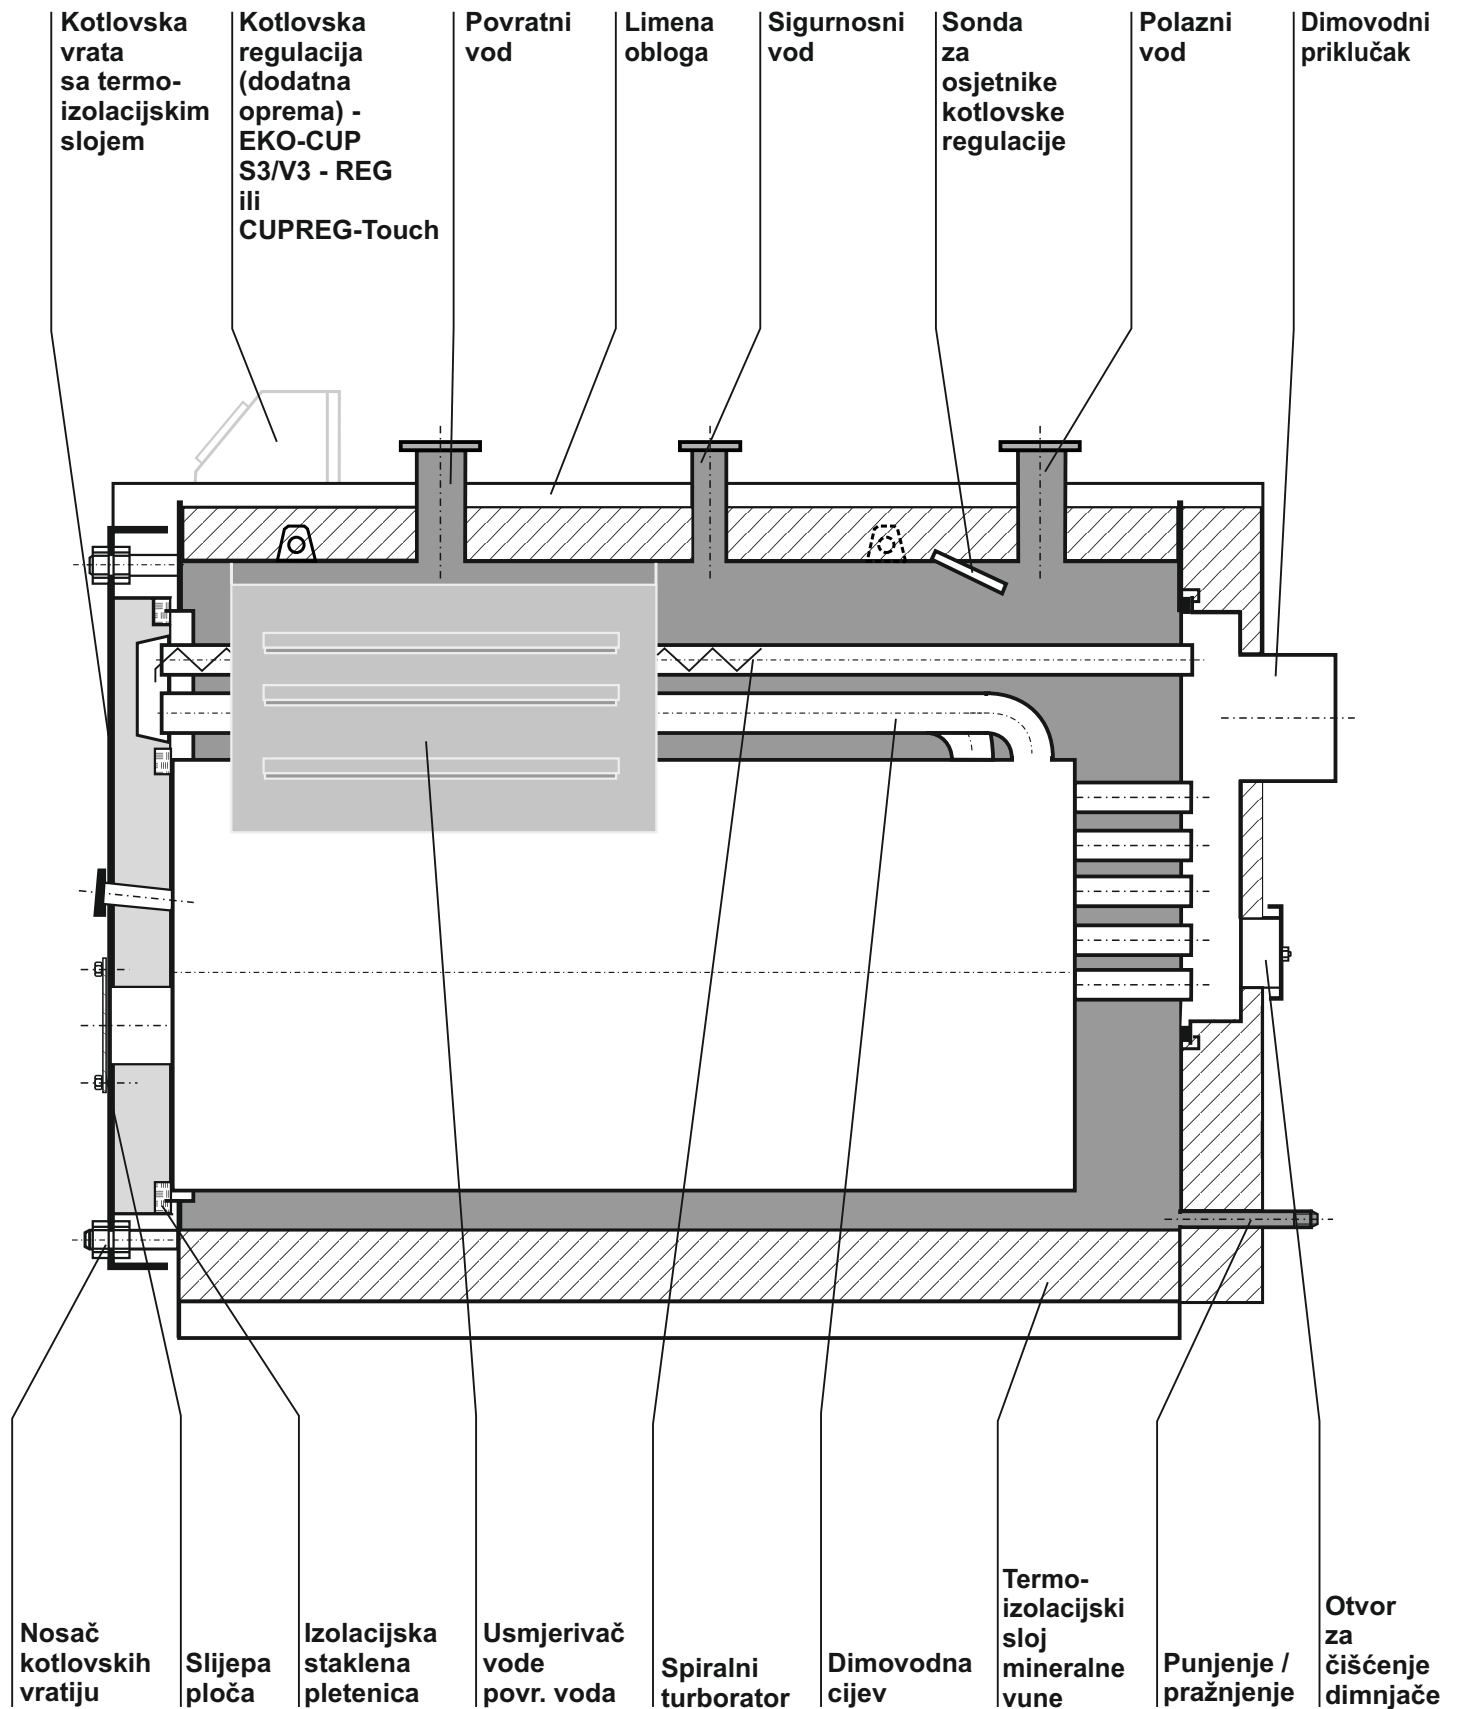 Kotlovska
vrata
sa termo-
izolacijskim
slojem
Kotlovska
regulacija
(dodatna
oprema) -
EKO-CUP
S3/V3 - REG
ili
CUPREG-Touch
Povratni
vod
Limena
obloga
Sigurnosni
vod
Sonda
za
osjetnike
kotlovske
regulacije
Polazni
vod
Dimovodni
priklučak
Nosač
kotlovskih
vratiju
Slijepa
ploča
Izolacijska
staklena
pletenica
Usmjerivač
vode
povr. voda
Spiralni
turborator
Dimovodna
cijev
Termo-
izolacijski
sloj
mineralne
vune
Punjenje /
pražnjenje
Otvor
za
čišćenje
dimnjače